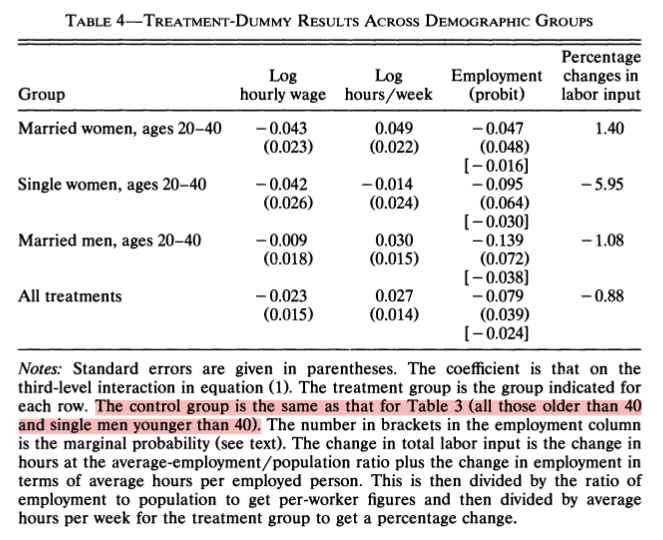 TABLE 4—TREATMENT-DUMMY RESULTS ACROSS DEMOGRAPHIC GROUPS
Percentage
Log Log Employment changes in
Group hourly wage hours/week (probit) labor input
Married women, ages 20–40 −0.043 0.049 −0.047 1.40
(0.023) (0.022) (0.048)
[−0.016]
Single women, ages 20–40 −0.042 −0.014 −0.095 −5.95
(0.026) (0.024) (0.064)
[−0.030]
Married men, ages 20–40 −0.009 0.030 −0.139 −1.08
(0.018) (0.015) (0.072)
[−0.038]
All treatments −0.023 0.027 −0.079 −0.88
(0.015) (0.014) (0.039)
[−0.024]
Notes: Standard errors are given in parentheses. The coefficient is that on the
third-level interaction in equation (1). The treatment group is the group indicated for
each row. The control group is the same as that for Table 3 (all those older than 40
and single men younger than 40). The number in brackets in the employment column
is the marginal probability (see text). The change in total labor input is the change in
hours at the average-employment/population ratio plus the change in employment in
terms of average hours per employed person. This is then divided by the ratio of
employment to population to get per-worker figures and then divided by average
hours per week for the treatment group to get a percentage change.